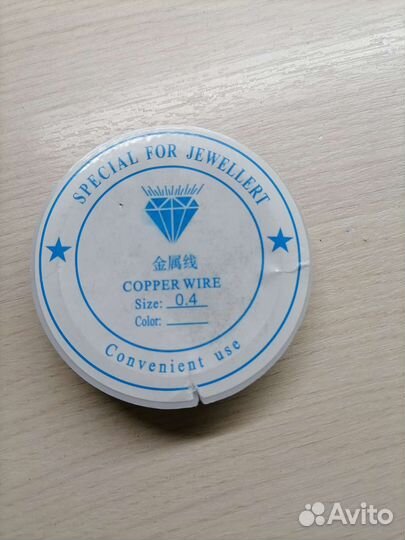 SPECIAL FOR JEWELLERT
金属线
COPPER WIRE
Size: 0.4
Color:
Convenient use
Avito